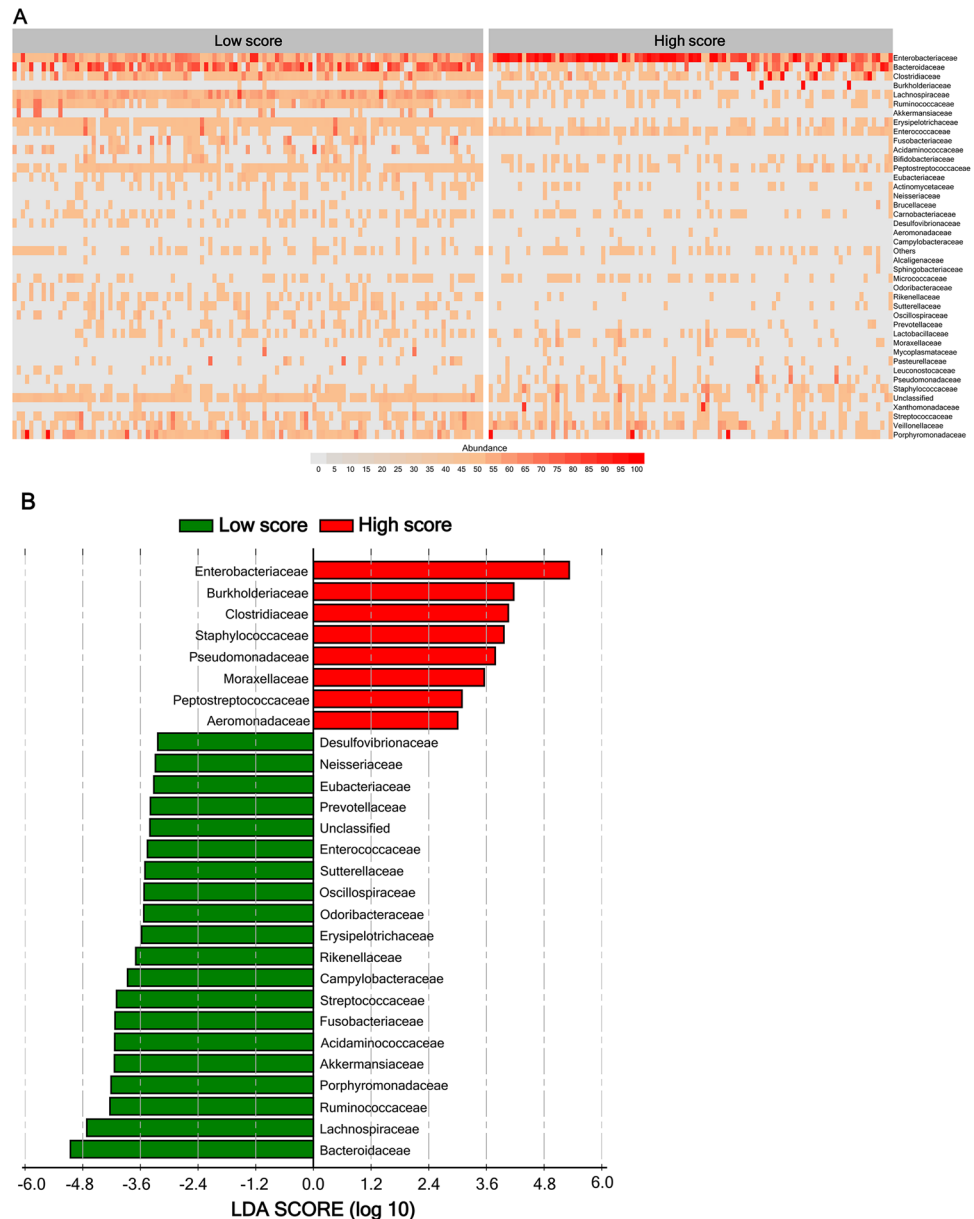 A
Low score High score
Enterobacteriaceae
Bacteroidaceae
Clostridiaceae
Burkholderiaceae
Lachnospiraceae
Ruminococcaceae
Akkermansiaceae
Erysipelotrichaceae
Enterococcaceae
Fusobacteriaceae
Acidaminococcaceae
Bifidobacteriaceae
Peptostreptococcaceae
Eubacteriaceae
Actinomycetaceae
Neisseriaceae
Brucellaceae
Carnobacteriaceae
Desulfovibrionaceae
Aeromonadaceae
Campylobacteraceae
Others
Alcaligenaceae
Sphingobacteriaceae
Micrococcaceae
Odoribacteraceae
Rikenellaceae
Sutterellaceae
Oscillospiraceae
Prevotellaceae
Lactobacillaceae
Moraxellaceae
Mycoplasmataceae
Pasteurellaceae
Leuconostocaceae
Pseudomonadaceae
Staphylococcaceae
Unclassified
Xanthomonadaceae
Streptococcaceae
Veillonellaceae
Porphyromonadaceae
Abundance
0 5 10 15 20 25 30 35 40 45 50 55 60 65 70 75 80 85 90 95 100
B
Low score High score
Enterobacteriaceae
Burkholderiaceae
Clostridiaceae
Staphylococcaceae
Pseudomonadaceae
Moraxellaceae
Peptostreptococcaceae
Aeromonadaceae
Desulfovibrionaceae
Neisseriaceae
Eubacteriaceae
Prevotellaceae
Unclassified
Enterococcaceae
Sutterellaceae
Oscillospiraceae
Odoribacteraceae
Erysipelotrichaceae
Rikenellaceae
Campylobacteraceae
Streptococcaceae
Fusobacteriaceae
Acidaminococcaceae
Akkermansiaceae
Porphyromonadaceae
Ruminococcaceae
Lachnospiraceae
Bacteroidaceae
-6.0 -4.8 -3.6 -2.4 -1.2 0.0 1.2 2.4 3.6 4.8 6.0
LDA SCORE (log 10)